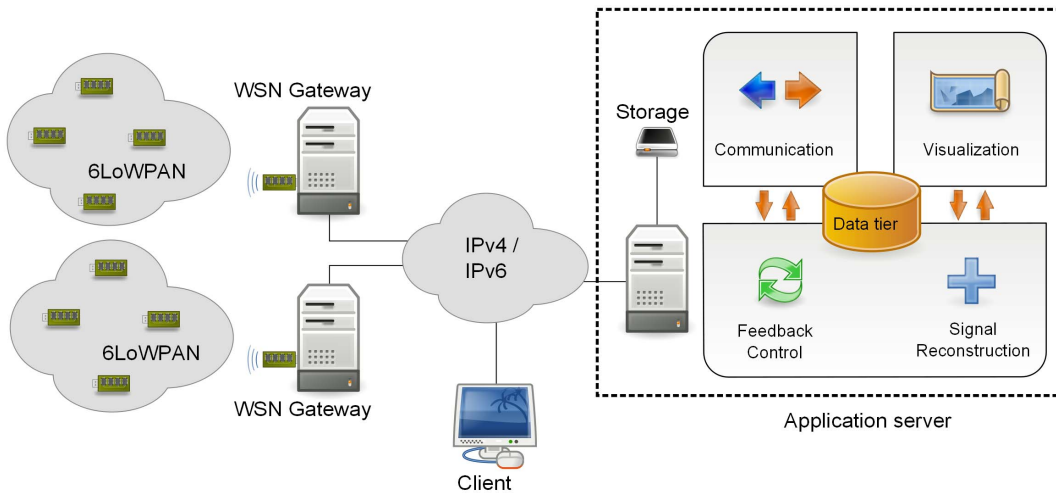 WSN Gateway
6LoWPAN
IPv4 /
IPv6
6LoWPAN
WSN Gateway
Client
Storage
Communication
Visualization
Data tier
Feedback
Control
Signal
Reconstruction
Application server